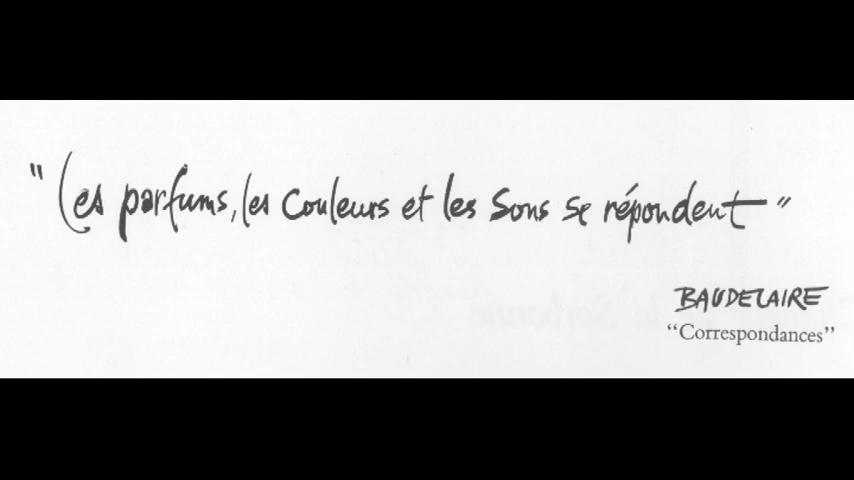 "Les parfums, les Couleurs et les Sons se répondent"
BAUDELAIRE
"Correspondances"